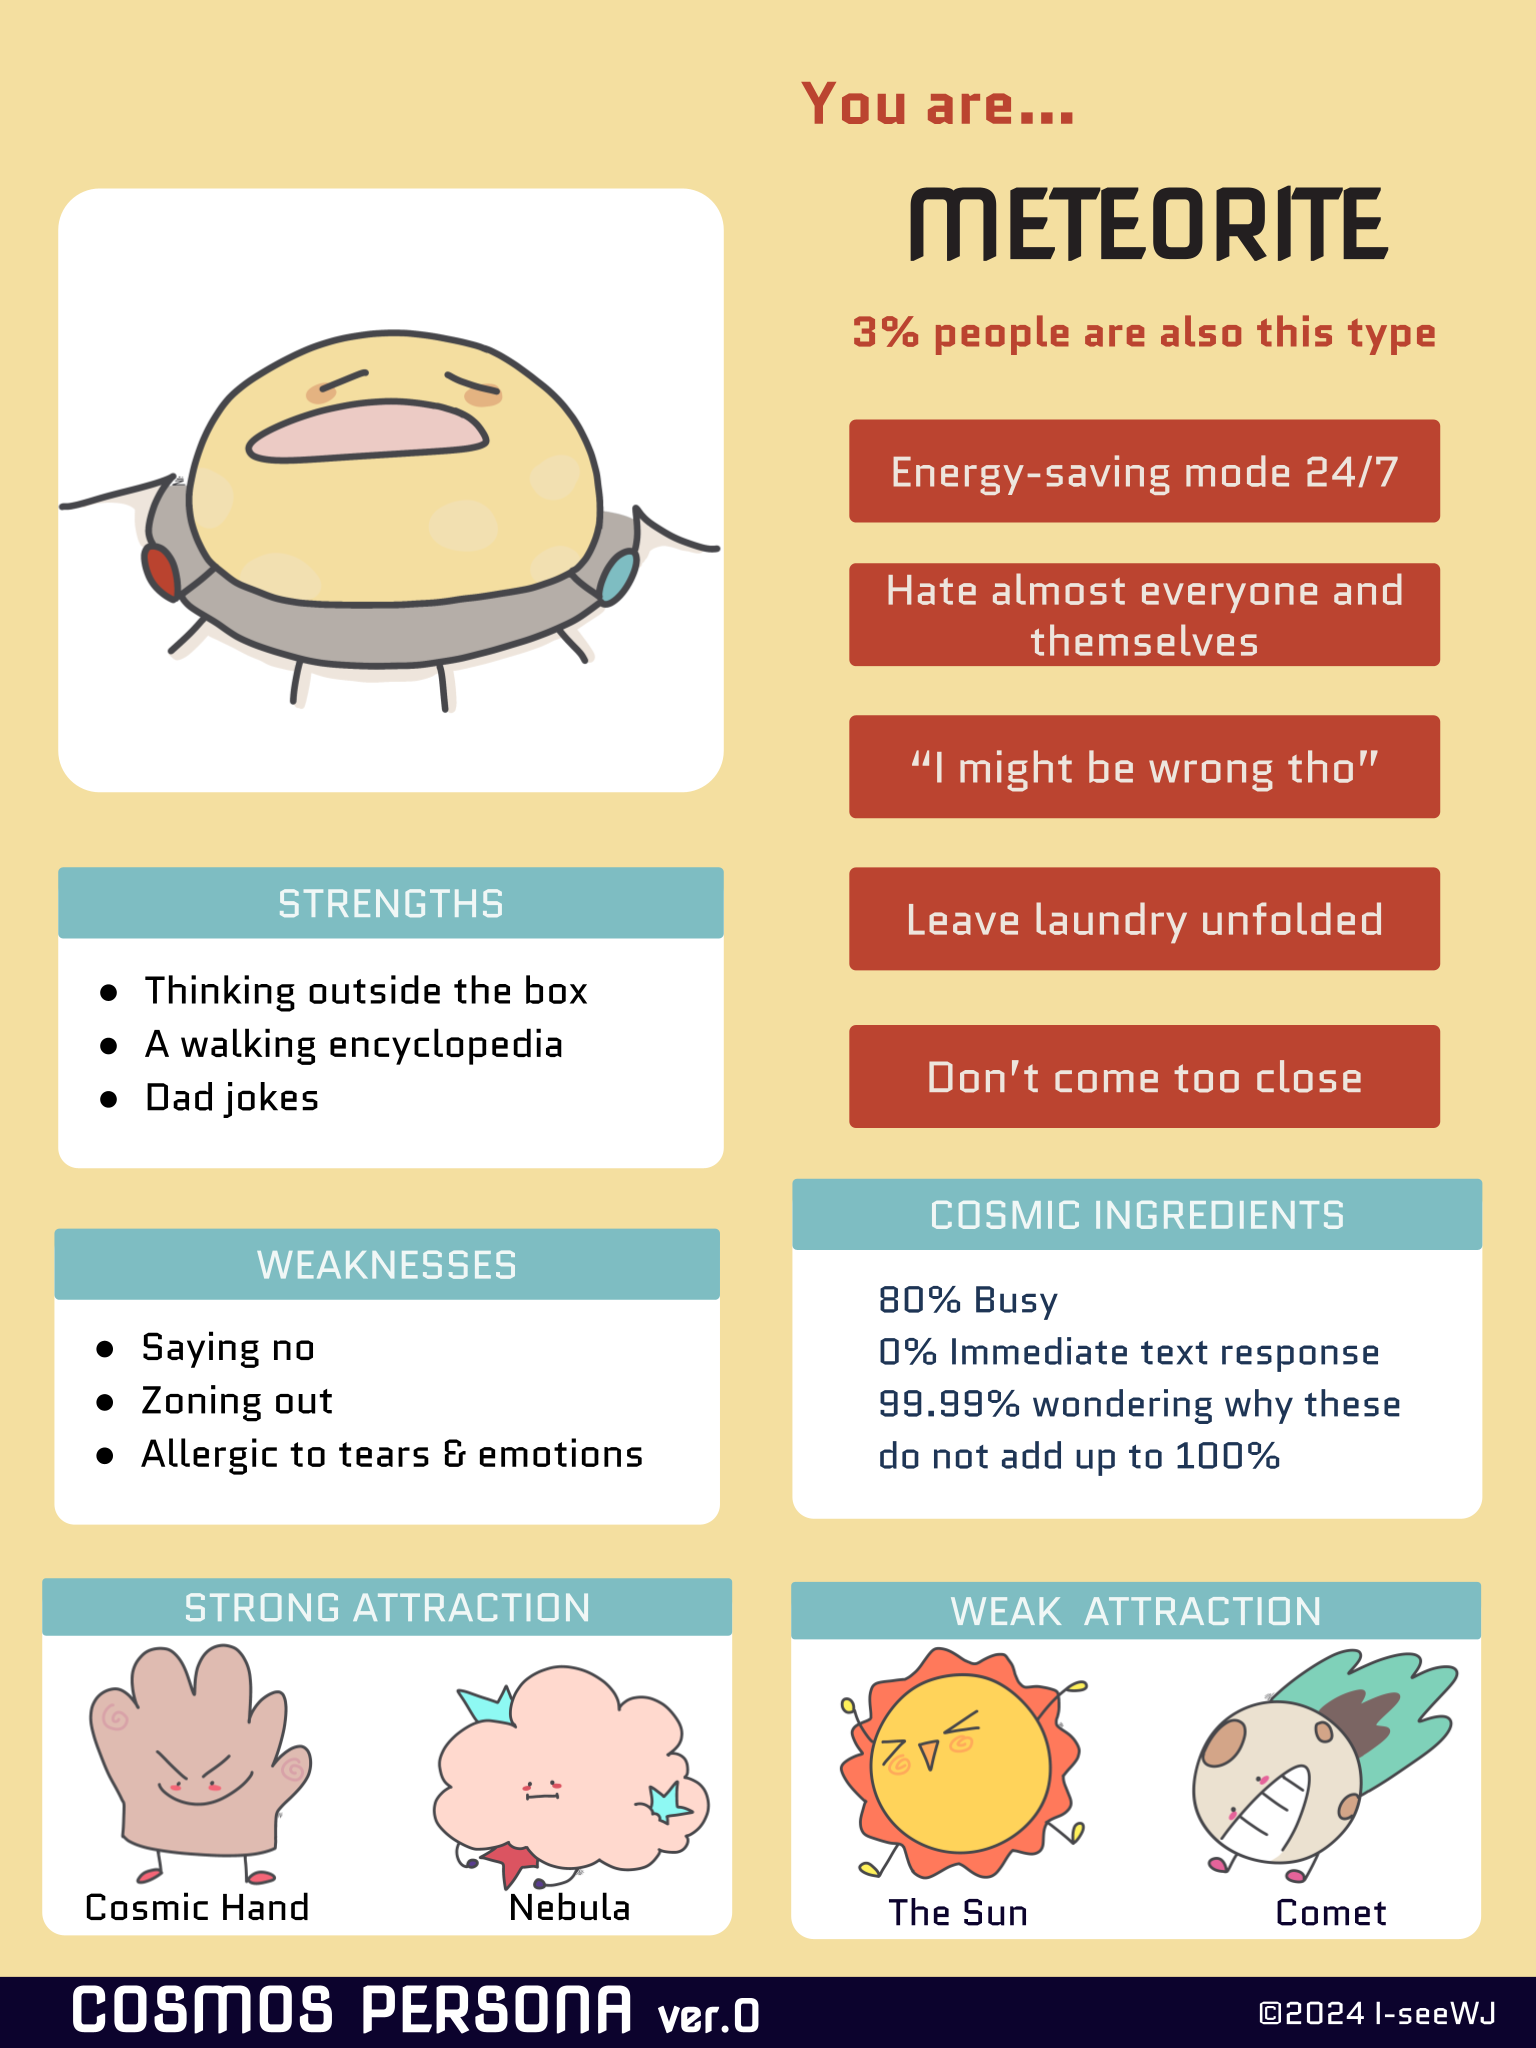 You are...
METEORITE
3% people are also this type
Energy-saving mode 24/7
Hate almost everyone and
themselves
“I might be wrong tho”
Leave laundry unfolded
Don’t come too close
STRENGTHS
● Thinking outside the box
● A walking encyclopedia
● Dad jokes
WEAKNESSES
● Saying no
● Zoning out
● Allergic to tears & emotions
COSMIC INGREDIENTS
80% Busy
0% Immediate text response
99.99% wondering why these
do not add up to 100%
STRONG ATTRACTION
Cosmic Hand
Nebula
WEAK ATTRACTION
The Sun
Comet
COSMOS PERSONA ver.0
©2024 I-seeWJ